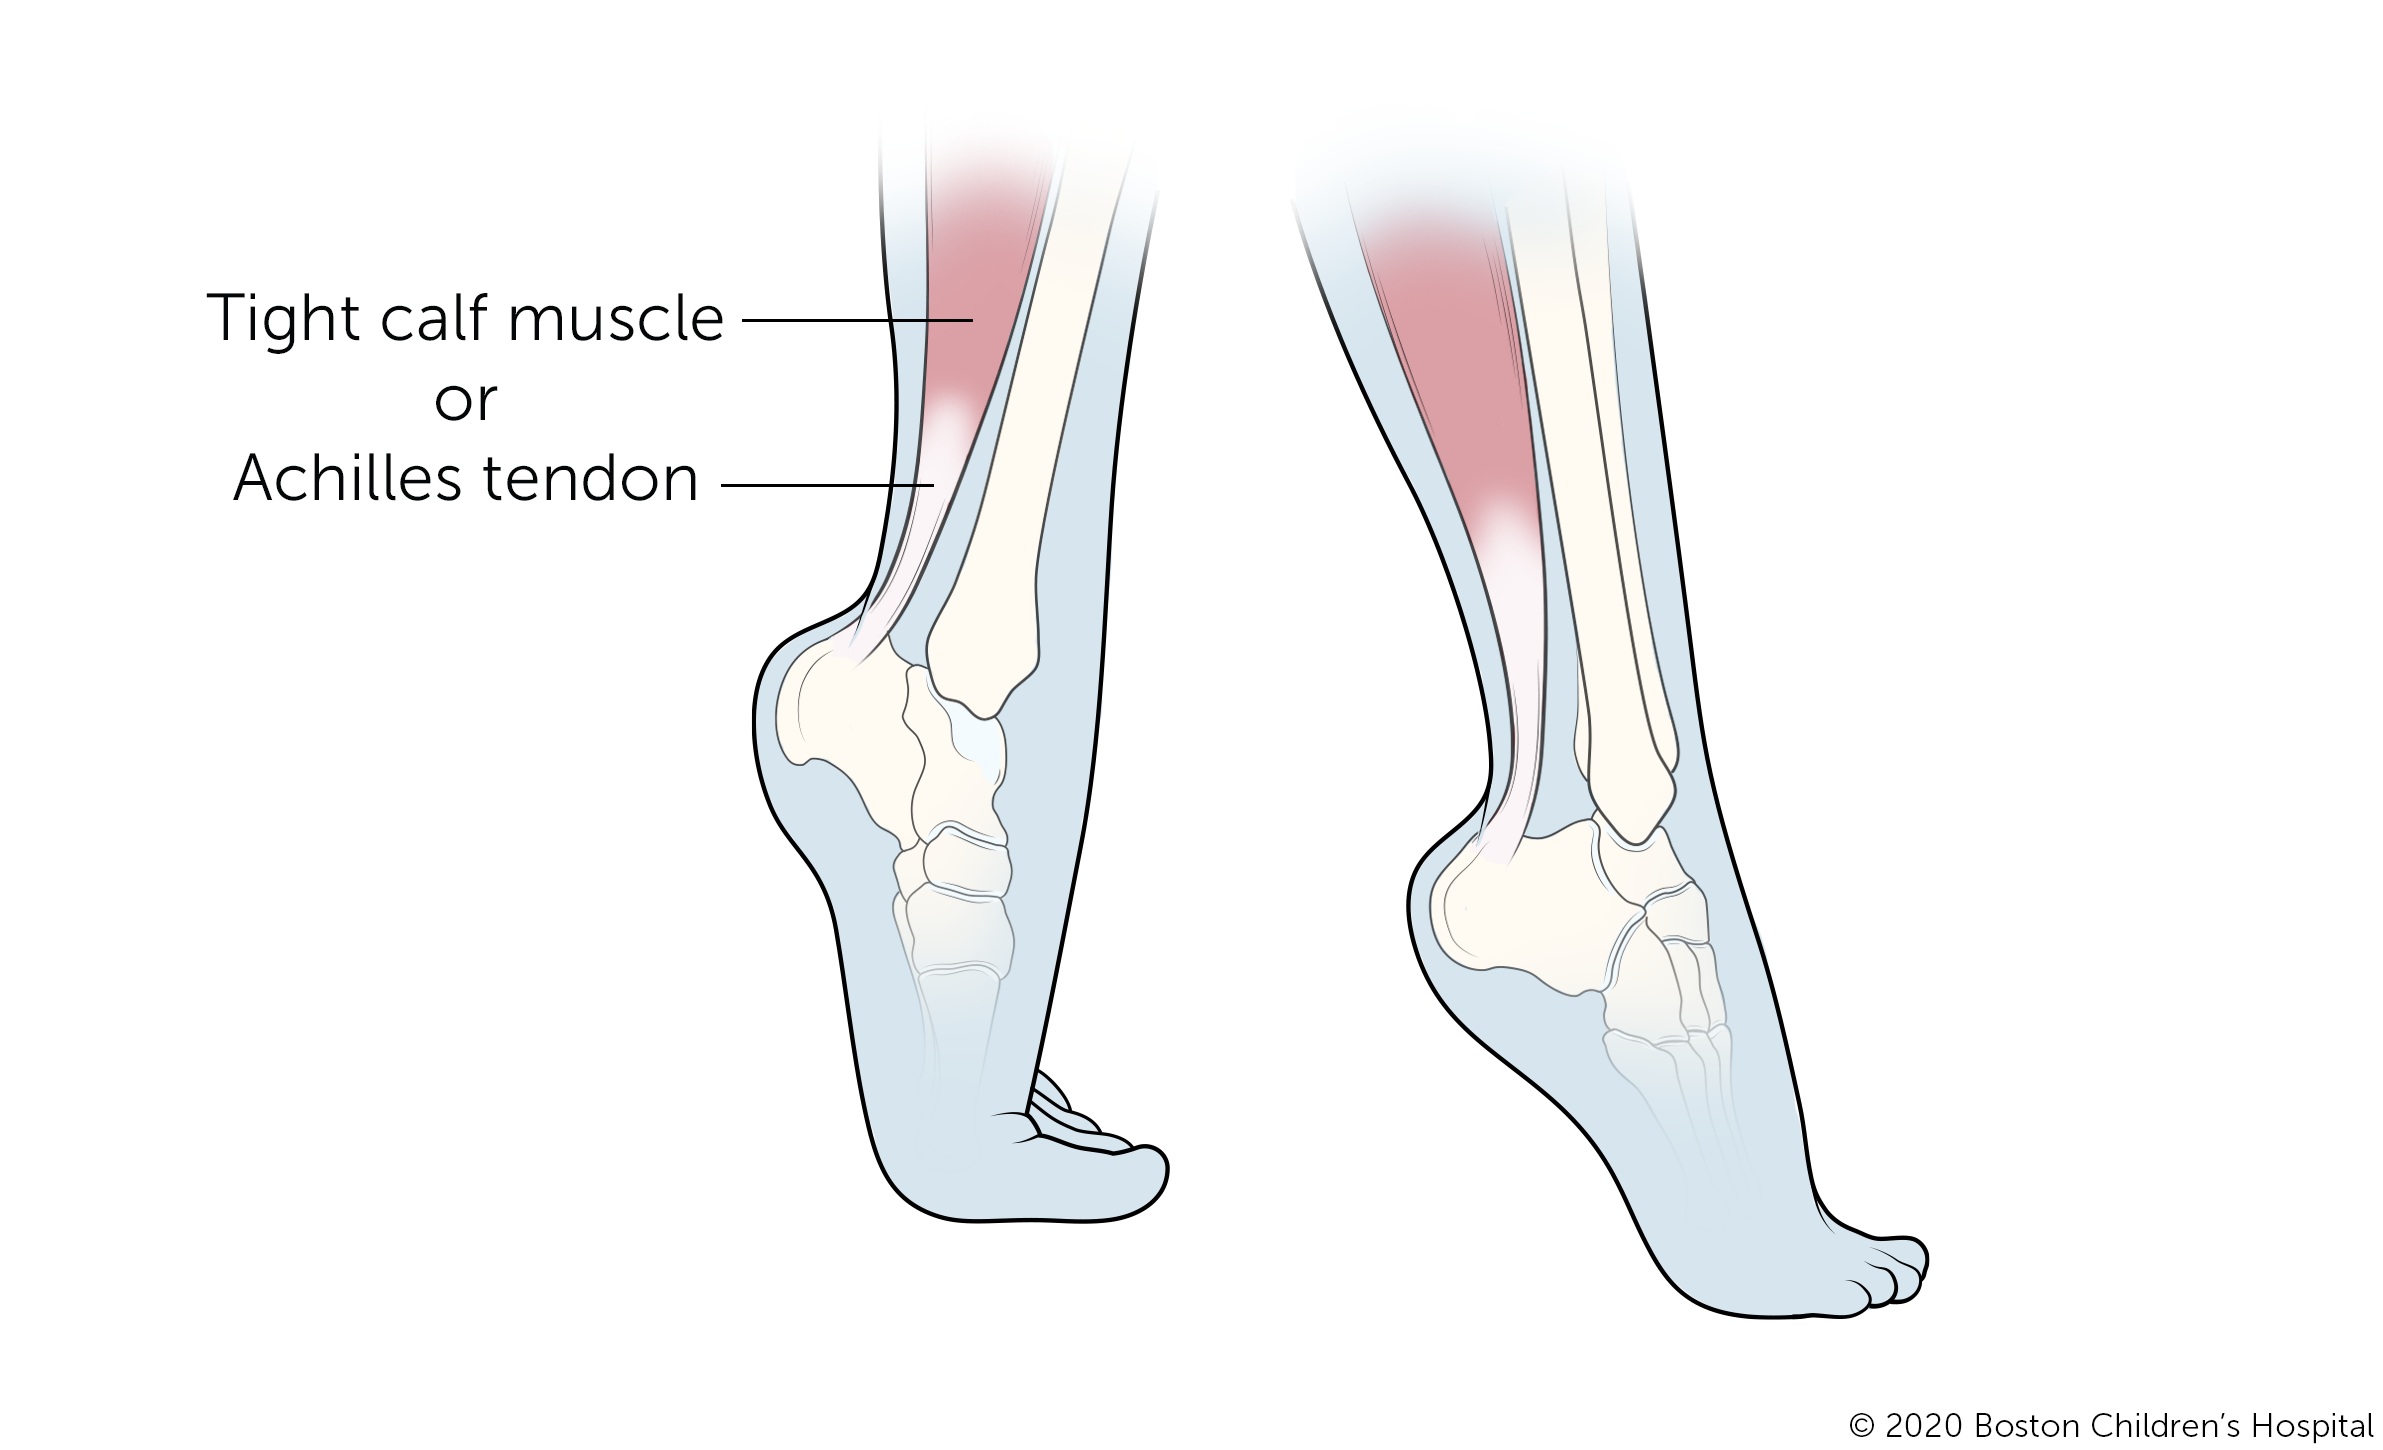 Tight calf muscle
or
Achilles tendon
© 2020 Boston Children’s Hospital